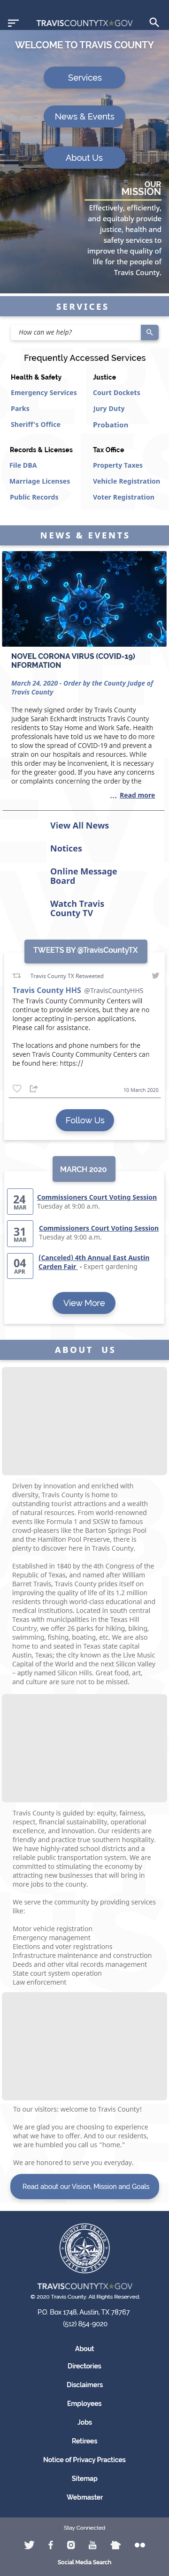 TRAVISCOUNTYTX★GOV
WELCOME TO TRAVIS COUNTY
Services
News & Events
About Us
OUR
MISSION
Effectively, efficiently,
and equitably provide
justice, health and
safety services to
improve the quality of
life for the people of
Travis County.
SERVICES
How can we help?
Frequently Accessed Services
Health & Safety
Emergency Services
Parks
Sheriff's Office
Justice
Court Dockets
Jury Duty
Probation
Records & Licenses
File DBA
Marriage Licenses
Public Records
Tax Office
Property Taxes
Vehicle Registration
Voter Registration
NEWS & EVENTS
NOVEL CORONA VIRUS (COVID-19)
NFORMATION
March 24, 2020 - Order by the County Judge of
Travis County
The newly signed order by Travis County
Judge Sarah Eckhardt instructs Travis County
residents to Stay Home and Work Safe. Health
professionals have told us we must act now
to slow the spread of COVID-19 and prevent a
strain on our hospitals and our clinics. While
this order may be inconvenient, it is necessary
for the greater good. If you have any concerns
or complaints concerning the order by the
... Read more
View All News
Notices
Online Message
Board
Watch Travis
County TV
TWEETS BY @TravisCountyTX
Travis County TX Retweeted
Travis County HHS @TravisCountyHHS
The Travis County Community Centers will
continue to provide services, but they are no
longer accepting in-person applications.
Please call for assistance.
The locations and phone numbers for the
seven Travis County Community Centers can
be found here: https://
10 March 2020
Follow Us
MARCH 2020
24
MAR
Commissioners Court Voting Session
Tuesday at 9:00 a.m.
31
MAR
Commissioners Court Voting Session
Tuesday at 9:00 a.m.
04
APR
(Canceled) 4th Annual East Austin
Garden Fair - Expert gardening
View More
ABOUT US
Driven by innovation and enriched with
diversity, Travis County is home to
outstanding tourist attractions and a wealth
of natural resources. From world-renowned
events like Formula 1 and SXSW to famous
crowd-pleasers like the Barton Springs Pool
and the Hamilton Pool Preserve, there is
plenty to discover here in Travis County.
Established in 1840 by the 4th Congress of the
Republic of Texas, and named after William
Barret Travis, Travis County prides itself on
improving the quality of life of its 1.2 million
residents through world-class educational and
medical institutions. Located in south central
Texas with municipalities in the Texas Hill
Country, we offer 26 parks for hiking, biking,
swimming, fishing, boating, etc. We are also
home to and seated in Texas state capital
Austin, Texas; the city known as the Live Music
Capital of the World and the next Silicon Valley
– aptly named Silicon Hills. Great food, art,
and culture are sure not to be missed.
Travis County is guided by: equity, fairness,
respect, financial sustainability, operational
excellence, and innovation. Our residents are
friendly and practice true southern hospitality.
We have highly-rated school districts and a
reliable public transportation system. We are
committed to stimulating the economy by
attracting new businesses that will bring in
more jobs to the county.
We serve the community by providing services
like:
Motor vehicle registration
Emergency management
Elections and voter registrations
Infrastructure maintenance and construction
Deeds and other vital records management
State court system operation
Law enforcement
To our visitors: welcome to Travis County!
We are glad you are choosing to experience
what we have to offer. And to our residents,
we are humbled you call us "home."
We are honored to serve you everyday.
Read about our Vision, Mission and Goals
TRAVISCOUNTYTX★GOV
© 2020 Travis County. All Rights Reserved.
P.O. Box 1748, Austin, TX 78767
(512) 854-9020
About
Directories
Disclaimers
Employees
Jobs
Retirees
Notice of Privacy Practices
Sitemap
Webmaster
Stay Connected
Social Media Search